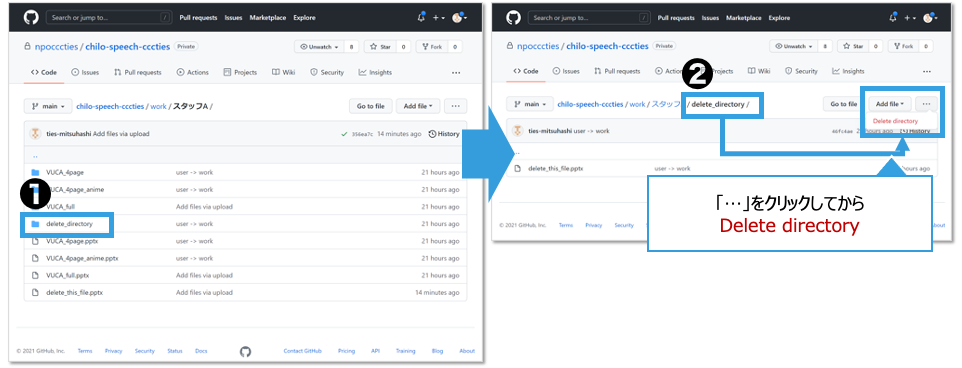 Search or jump to...
/
Pull requests Issues Marketplace Explore
npocccties / chilo-speech-cccties Private
Unwatch 8 Star 0 Fork 0
Code Issues Pull requests Actions Projects Wiki Security Insights ...
main chilo-speech-cccties / work / スタッフA / Go to file Add file ...
ties-mitsuhashi Add files via upload 356ea7c 14 minutes ago History
..
VUCA_4page user -> work 21 hours ago
1
VUCA_4page_anime user -> work 21 hours ago
VUCA_full Add files via upload 21 hours ago
delete_directory user -> work 21 hours ago
VUCA_4page.pptx user -> work 21 hours ago
VUCA_4page_anime.pptx user -> work 21 hours ago
VUCA_full.pptx Add files via upload 21 hours ago
delete_this_file.pptx Add files via upload 14 minutes ago
© 2021 GitHub, Inc. Terms Privacy Security Status Docs Contact GitHub Pricing API Training Blog About
Search or jump to...
/
Pull requests Issues Marketplace Explore
npocccties / chilo-speech-cccties Private
Unwatch 8 Star 0 Fork 0
Code Issues Pull requests Projects Wiki Security Insights ...
2
main chilo-speech-cccties / work / / delete_directory / Go to file Add file ...
Delete directory
ties-mitsuhashi user -> work History
..
delete_this_file.pptx user -> work 21 hours ago
「…」をクリックしてから
Delete directory
© 2021 GitHub, Inc. Terms Privacy Security About